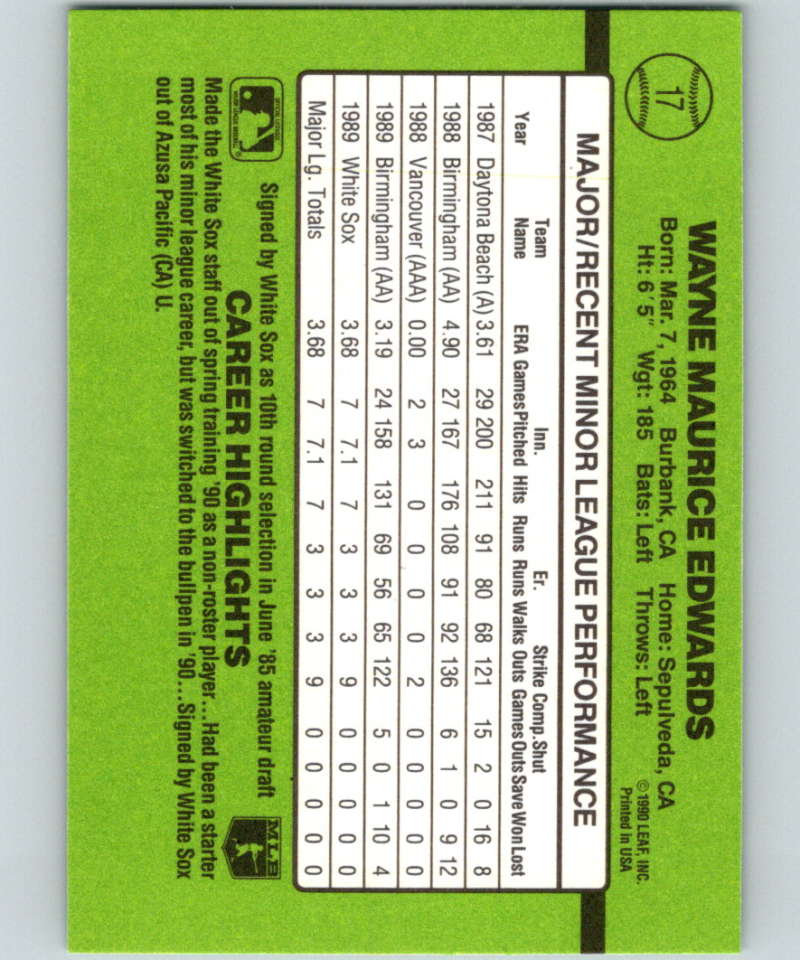 17
WAYNE MAURICE EDWARDS
Born: Mar. 7, 1964 Burbank, CA Home: Sepulveda, CA
Ht: 6'5" Wgt: 185 Bats: Left Throws: Left
© 1990 LEAF, INC.
Printed in USA
MAJOR/RECENT MINOR LEAGUE PERFORMANCE
Team Inn. Er. Strike Comp. Shut
Year Name ERA Games Pitched Hits Runs Runs Walks Outs Games Outs Save Won Lost
1987 Daytona Beach (A) 3.61 29 200 211 91 80 68 121 15 2 0 16 8
1988 Birmingham (AA) 4.90 27 167 176 108 91 92 136 6 1 0 9 12
1988 Vancouver (AAA) 0.00 2 3 0 0 0 0 2 0 0 0 0 0
1989 Birmingham (AA) 3.19 24 158 131 69 56 65 122 5 0 1 10 4
1989 White Sox 3.68 7 7.1 7 3 3 3 9 0 0 0 0 0
Major Lg. Totals 3.68 7 7.1 7 3 3 3 9 0 0 0 0 0
CAREER HIGHLIGHTS
Signed by White Sox as 10th round selection in June '85 amateur draft
Made the White Sox staff out of spring training '90 as a non-roster player...Had been a starter
most of his minor league career, but was switched to the bullpen in '90...Signed by White Sox
out of Azusa Pacific (CA) U.
MLB